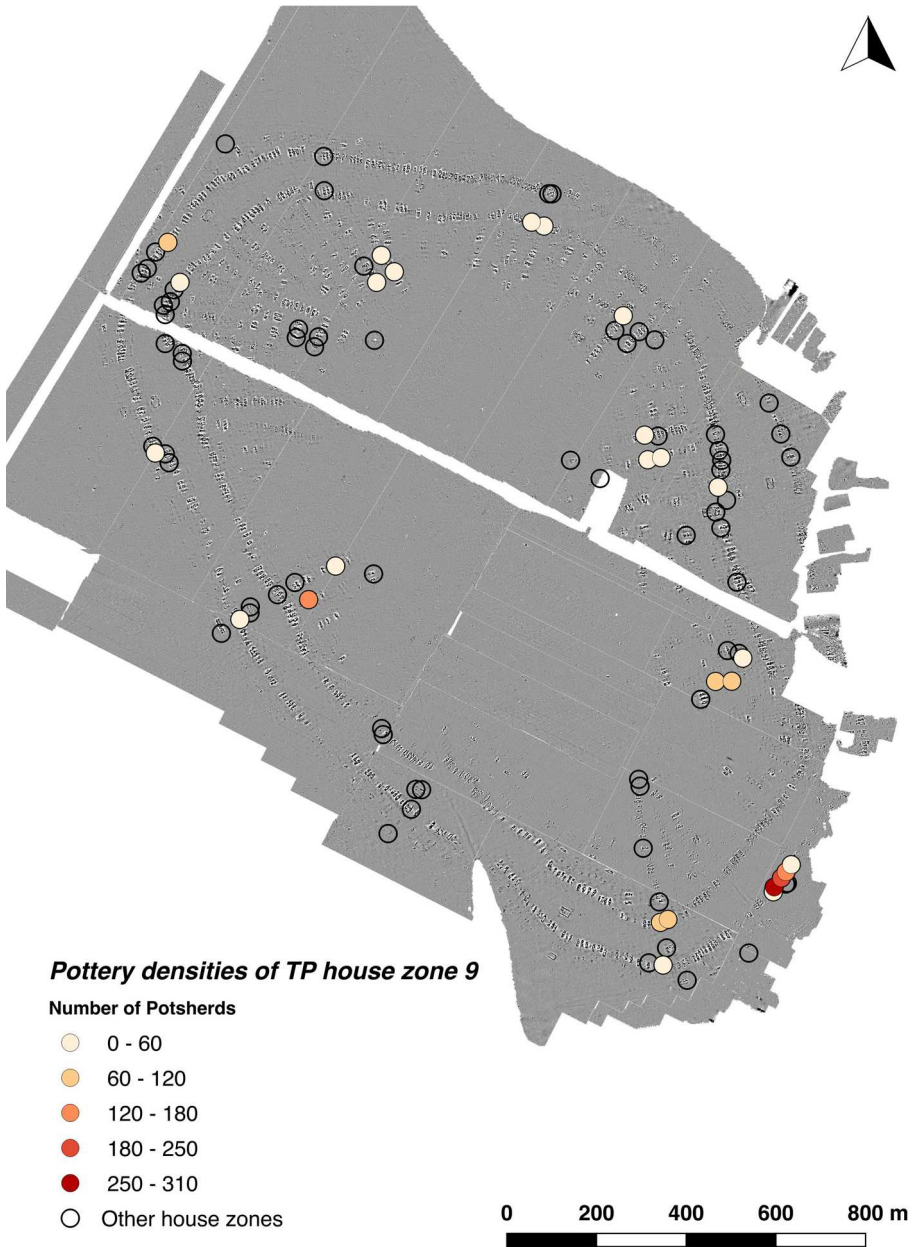 Pottery densities of TP house zone 9
Number of Potsherds
0 - 60
60 - 120
120 - 180
180 - 250
250 - 310
Other house zones
0 200 400 600 800 m